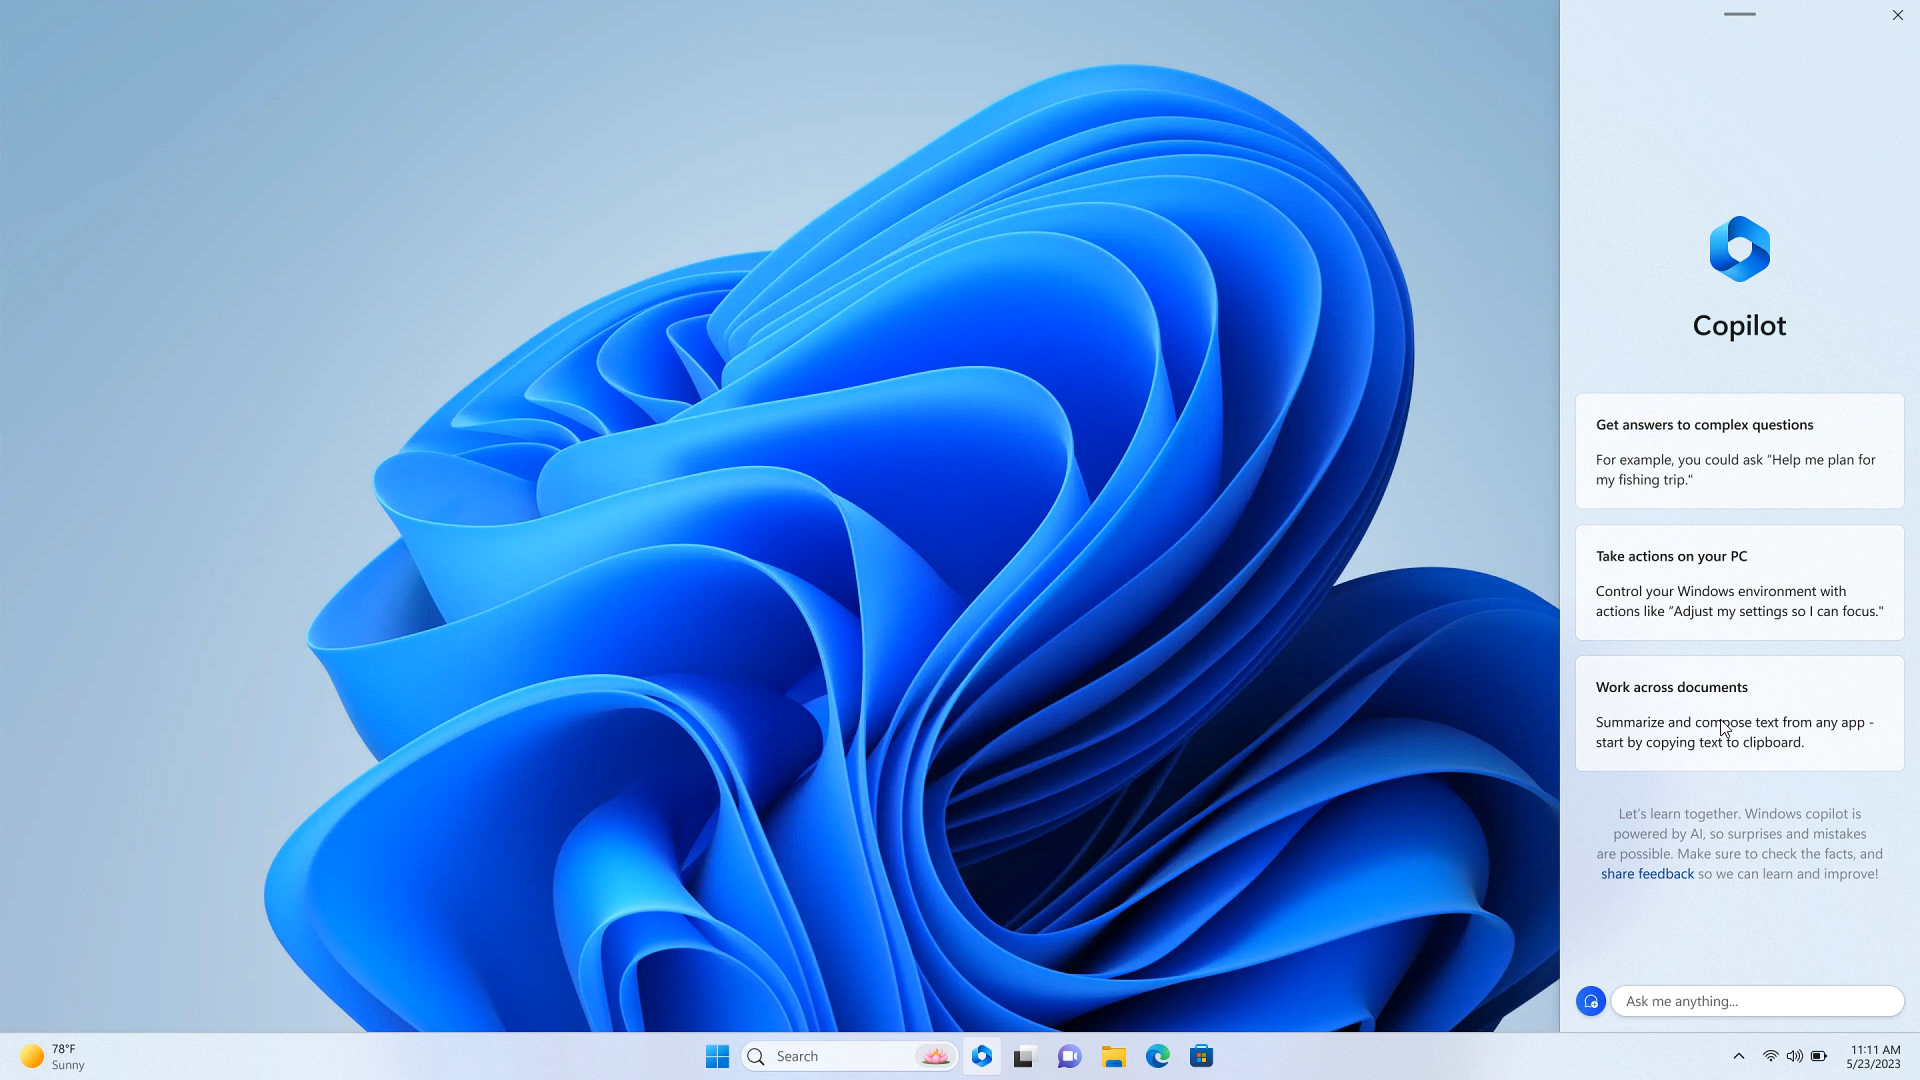 Copilot
Get answers to complex questions
For example, you could ask “Help me plan for
my fishing trip."
Take actions on your PC
Control your Windows environment with
actions like “Adjust my settings so I can focus."
Work across documents
Summarize and compose text from any app -
start by copying text to clipboard.
Let's learn together. Windows copilot is
powered by AI, so surprises and mistakes
are possible. Make sure to check the facts, and
share feedback so we can learn and improve!
Ask me anything...
78°F
Sunny
Search
11:11 AM
5/23/2023